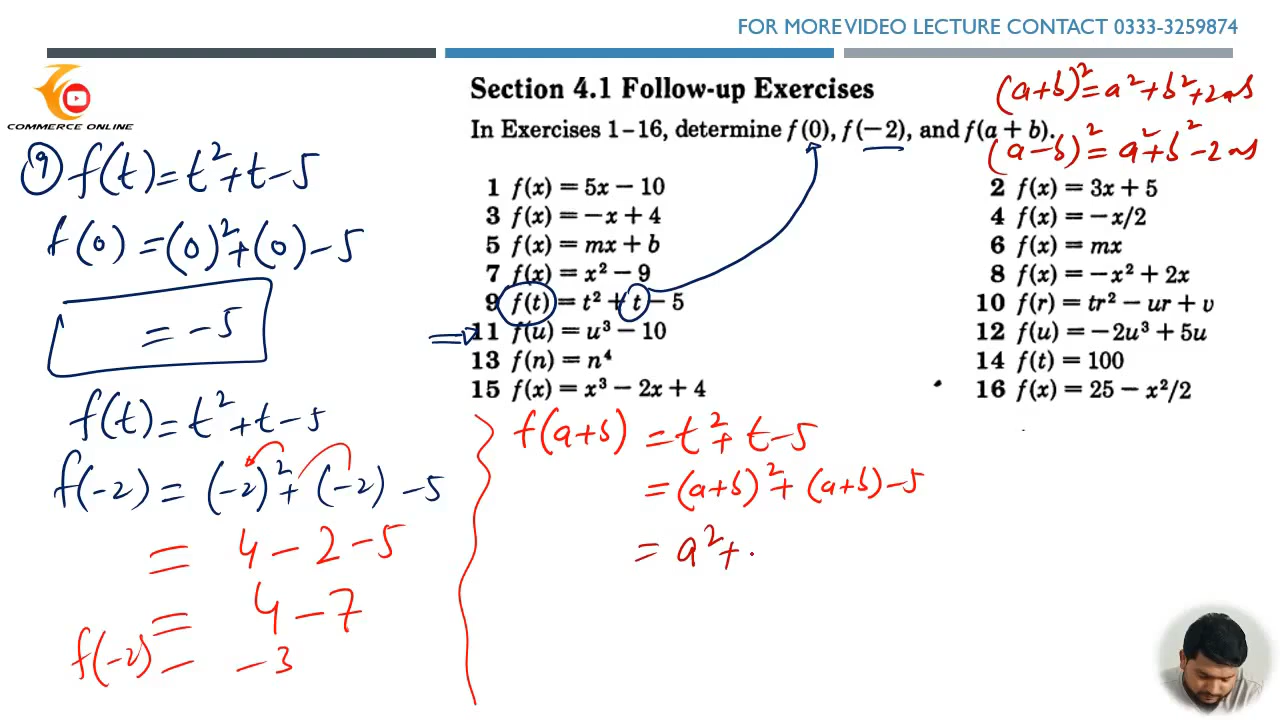 FOR MORE VIDEO LECTURE CONTACT 0333-3259874
COMMERCE ONLINE
Section 4.1 Follow-up Exercises
In Exercises 1–16, determine f(0), f(−2), and f(a + b).
1 f(x) = 5x − 10
2 f(x) = 3x + 5
3 f(x) = −x + 4
4 f(x) = −x/2
5 f(x) = mx + b
6 f(x) = mx
7 f(x) = x² − 9
8 f(x) = −x² + 2x
9 f(t) = t² + t − 5
10 f(r) = tr² − ur + v
11 f(u) = u³ − 10
12 f(u) = −2u³ + 5u
13 f(n) = n⁴
14 f(t) = 100
15 f(x) = x³ − 2x + 4
16 f(x) = 25 − x²/2
(a+b)² = a²+b²+2ab
(a−b)² = a²+b²−2ab
⑨ f(t) = t²+t−5
f(0) = (0)²+(0)−5
= −5
f(t) = t²+t−5
f(−2) = (−2)²+(−2)−5
= 4−2−5
= 4−7
f(−2) = −3
f(a+b) = t²+t−5
= (a+b)²+(a+b)−5
= a²+